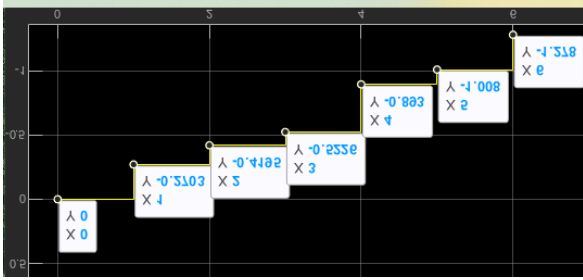 0 2 4 6
-1
-0.5
0
0.5
Y 0
X 0
Y -0.2703
X 1
Y -0.4195
X 2
Y -0.5226
X 3
Y -0.893
X 4
Y -1.008
X 5
Y -1.278
X 6